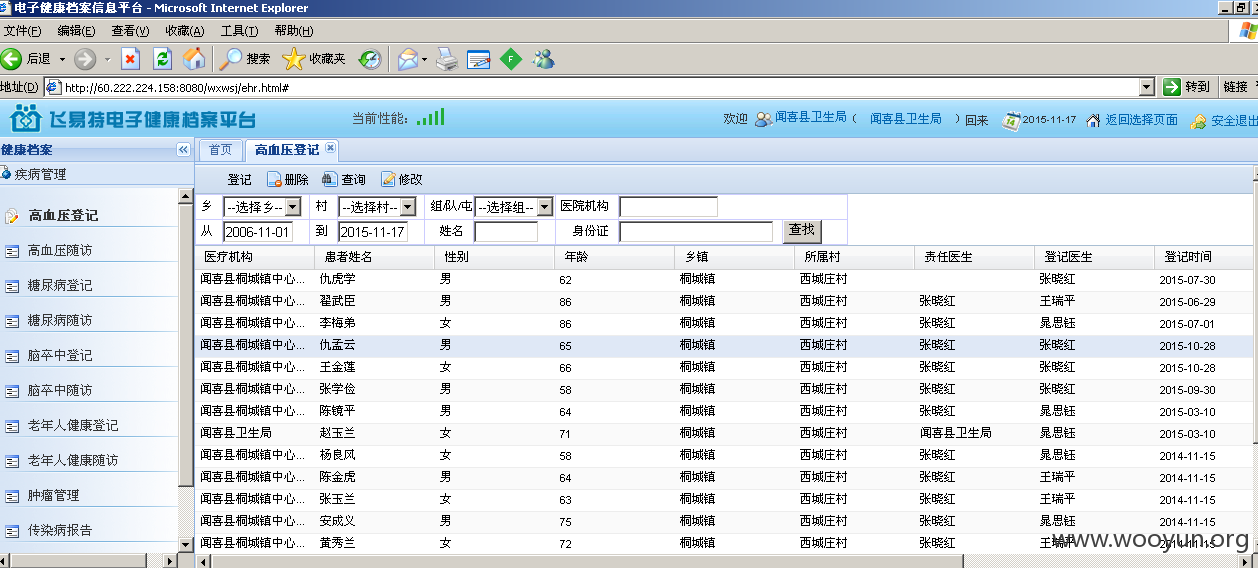 电子健康档案信息平台 - Microsoft Internet Explorer
文件(F) 编辑(E) 查看(V) 收藏(A) 工具(T) 帮助(H)
后退 搜索 收藏夹
地址(D) http://60.222.224.158:8080/wxwsj/ehr.html# 转到 链接
飞易特电子健康档案平台 当前性能: 欢迎 闻喜县卫生局 ( 闻喜县卫生局 ) 回来 2015-11-17 返回选择页面 安全退出
健康档案 首页 高血压登记
疾病管理 登记 删除 查询 修改
乡 --选择乡-- 村 --选择村-- 组/队/屯 --选择组-- 医院机构
从 2006-11-01 到 2015-11-17 姓名 身份证 查找
高血压登记
高血压随访
糖尿病登记
糖尿病随访
脑卒中登记
脑卒中随访
老年人健康登记
老年人健康随访
肿瘤管理
传染病报告
医疗机构 患者姓名 性别 年龄 乡镇 所属村 责任医生 登记医生 登记时间
闻喜县桐城镇中心... 仇虎学 男 62 桐城镇 西城庄村 张晓红 2015-07-30
闻喜县桐城镇中心... 翟武臣 男 86 桐城镇 西城庄村 张晓红 王瑞平 2015-06-29
闻喜县桐城镇中心... 李梅弟 女 86 桐城镇 西城庄村 张晓红 晁思钰 2015-07-01
闻喜县桐城镇中心... 仇孟云 男 65 桐城镇 西城庄村 张晓红 张晓红 2015-10-28
闻喜县桐城镇中心... 王金莲 女 66 桐城镇 西城庄村 张晓红 张晓红 2015-10-28
闻喜县桐城镇中心... 张学俭 男 58 桐城镇 西城庄村 张晓红 张晓红 2015-09-30
闻喜县桐城镇中心... 陈镜平 男 64 桐城镇 西城庄村 张晓红 晁思钰 2015-03-10
闻喜县卫生局 赵玉兰 女 71 桐城镇 西城庄村 闻喜县卫生局 晁思钰 2015-03-10
闻喜县桐城镇中心... 杨良风 女 58 桐城镇 西城庄村 张晓红 晁思钰 2014-11-15
闻喜县桐城镇中心... 陈金虎 男 64 桐城镇 西城庄村 张晓红 王瑞平 2014-11-15
闻喜县桐城镇中心... 张玉兰 女 63 桐城镇 西城庄村 张晓红 王瑞平 2014-11-15
闻喜县桐城镇中心... 安成义 男 75 桐城镇 西城庄村 张晓红 晁思钰 2014-11-15
闻喜县桐城镇中心... 黄秀兰 女 72 桐城镇 西城庄村 张晓红 王瑞平 2014-11-15
www.wooyun.org